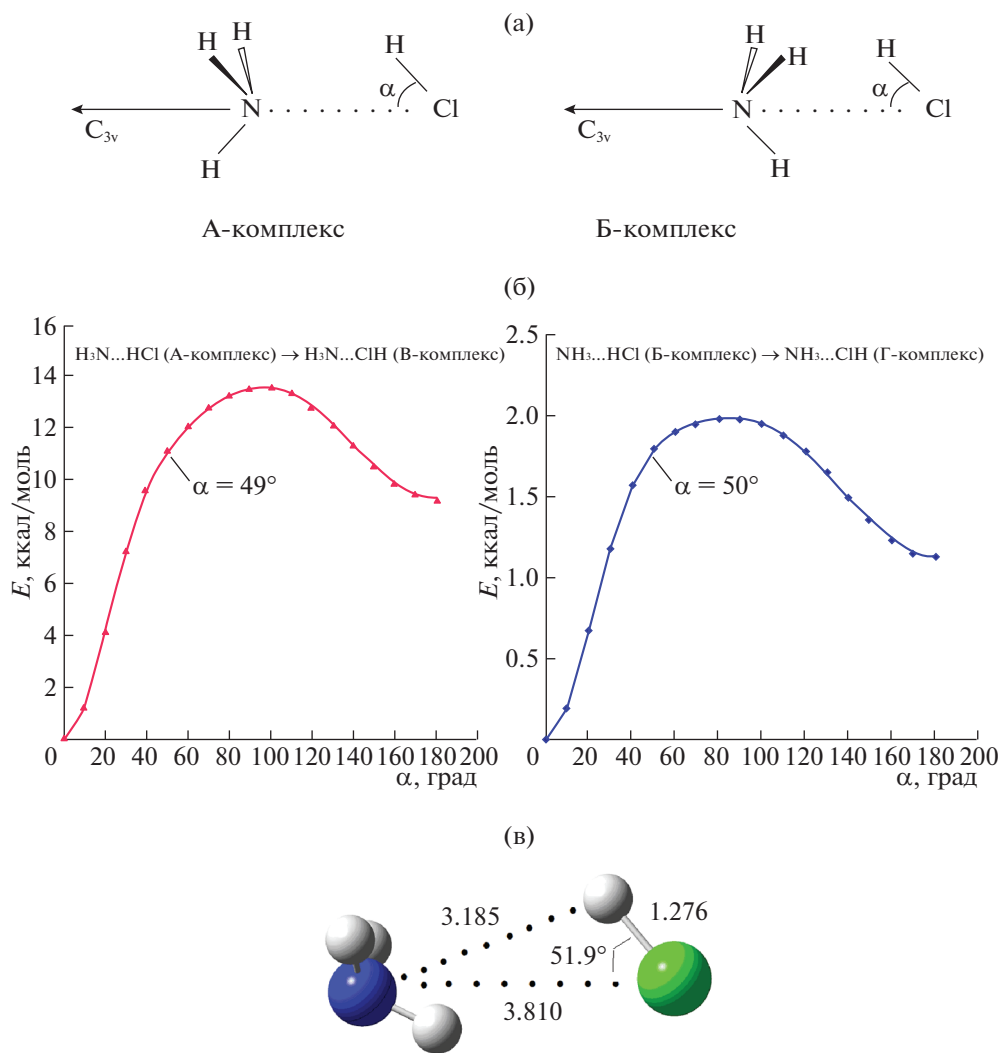 (а)
H H H
α
N Cl
C3v
H
А-комплекс
H H H
α
N Cl
C3v
H
Б-комплекс
(б)
16
14
12
10
8
6
4
2
0 20 40 60 80 100 120 140 160 180 200
E, ккал/моль
α, град
H3N...HCl (А-комплекс) → H3N...ClH (В-комплекс)
α = 49°
2.5
2.0
1.5
1.0
0.5
0 20 40 60 80 100 120 140 160 180 200
E, ккал/моль
α, град
NH3...HCl (Б-комплекс) → NH3...ClH (Г-комплекс)
α = 50°
(в)
3.185
1.276
51.9°
3.810